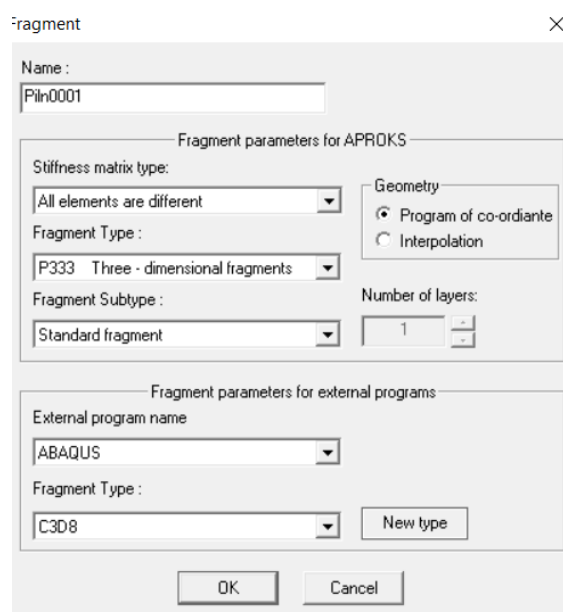 Fragment
Name :
Piln0001
Fragment parameters for APROKS
Stiffness matrix type:
All elements are different
Geometry
Program of co-ordiante
Interpolation
Fragment Type :
P333 Three - dimensional fragments
Fragment Subtype :
Standard fragment
Number of layers:
1
Fragment parameters for external programs
External program name
ABAQUS
Fragment Type :
C3D8
New type
OK
Cancel